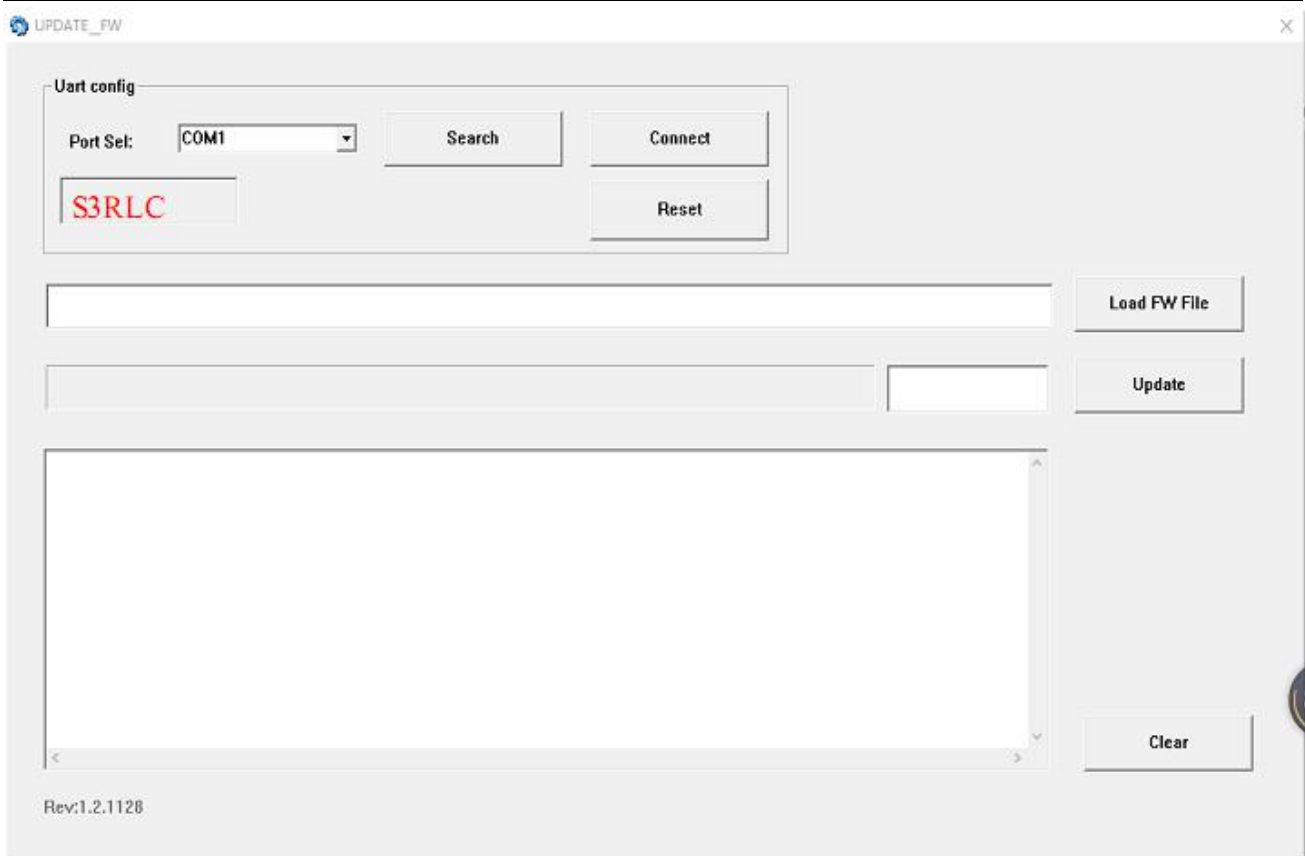 UPDATE_FW
Uart config
Port Sel:
COM1
Search
Connect
S3RLC
Reset
Load FW File
Update
Clear
Rev:1.2.1128